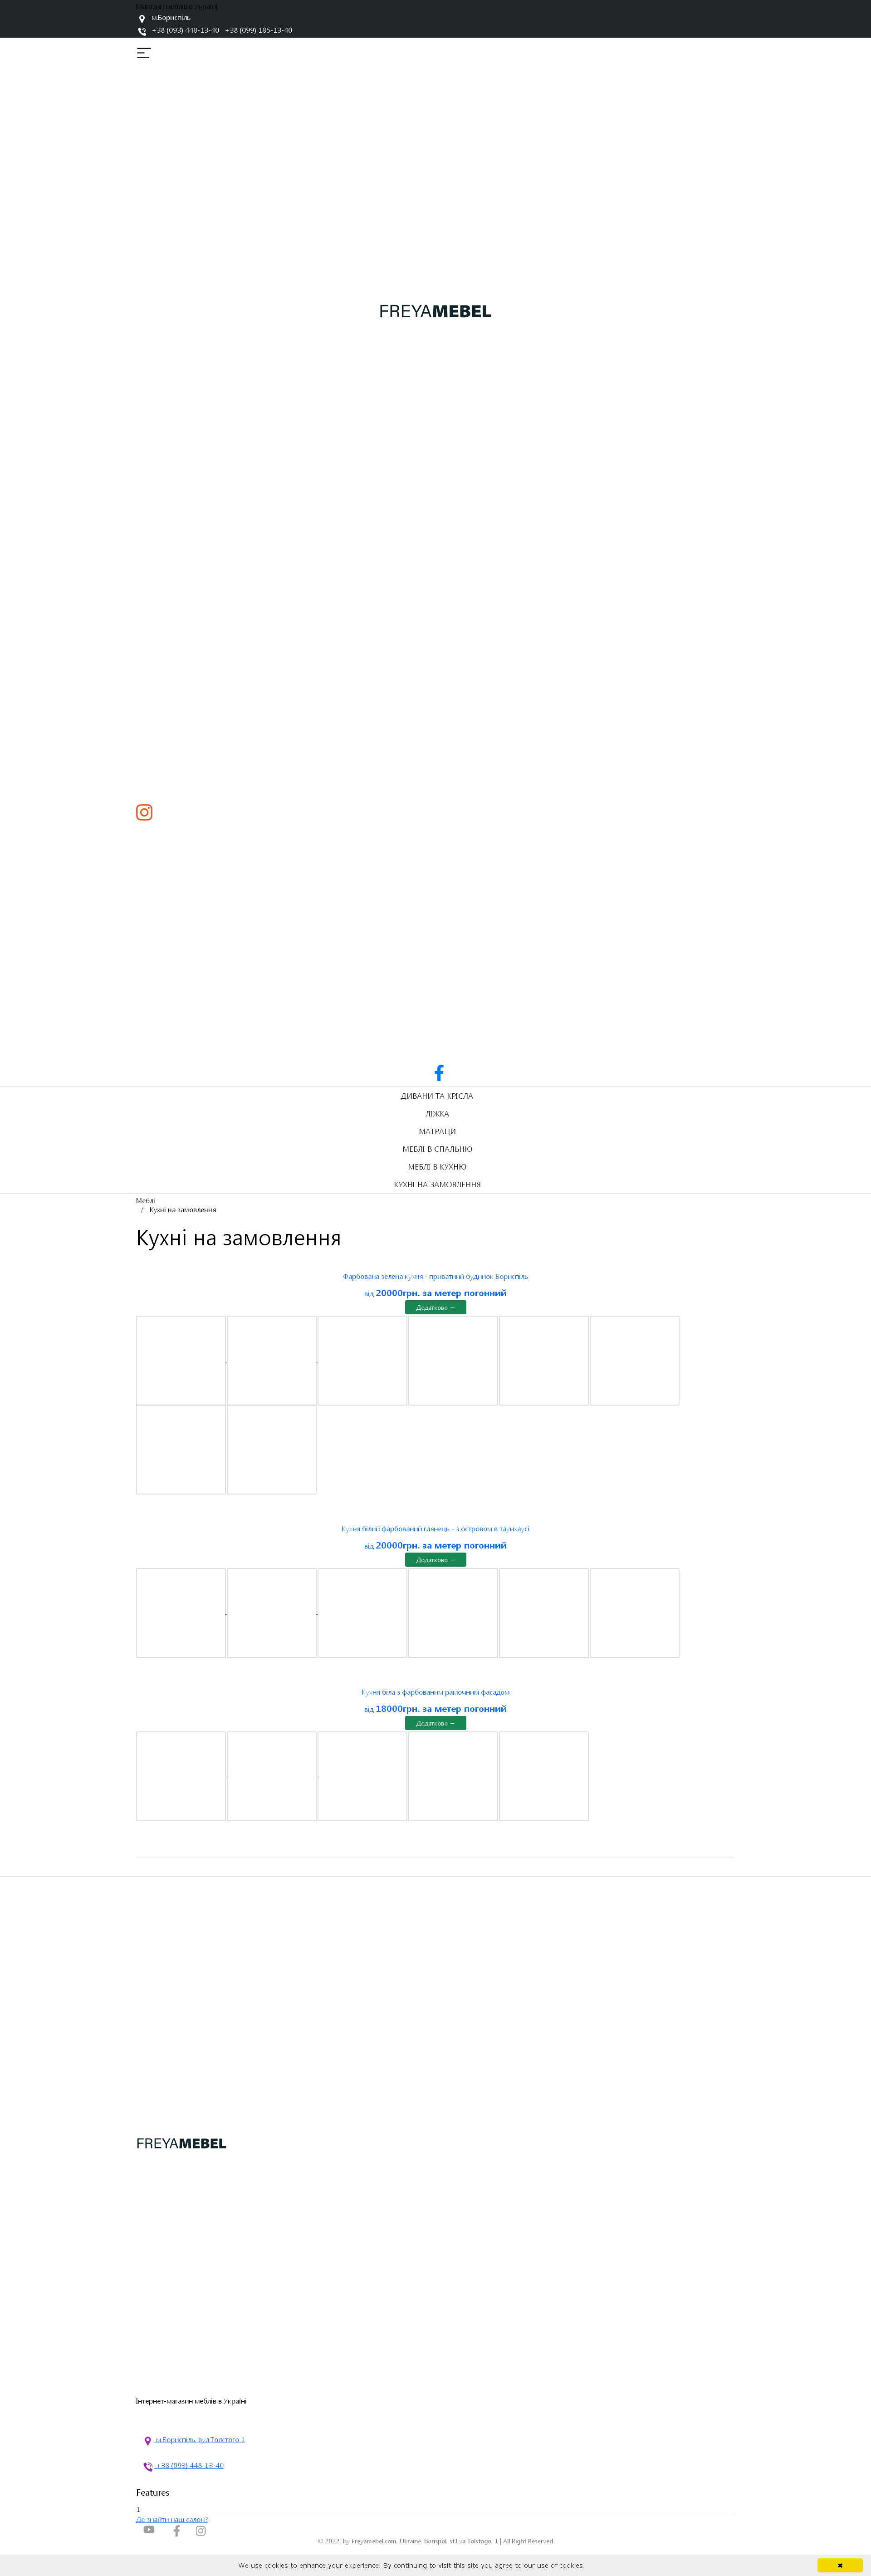 Магазин меблів в Україні
м.Бориспіль
+38 (093) 448-13-40 +38 (099) 185-13-40
FREYAMEBEL
ДИВАНИ ТА КРІСЛА
ЛІЖКА
МАТРАЦИ
МЕБЛІ В СПАЛЬНЮ
МЕБЛІ В КУХНЮ
КУХНІ НА ЗАМОВЛЕННЯ
Меблі
/ Кухні на замовлення
Кухні на замовлення
Фарбована зелена кухня - приватний будинок Бориспіль
від 20000грн. за метер погонний
Додатково →
Кухня білий фарбований глянець - з островом в таунхаусі
від 20000грн. за метер погонний
Додатково →
Кухня біла з фарбованим рамочним фасадом
від 18000грн. за метер погонний
Додатково →
FREYAMEBEL
Інтернет-магазин меблів в Україні
м.Бориспіль, вул.Толстого 1
+38 (093) 448-13-40
Features
1
Де знайти наш салон?
© 2022 by Freyamebel.com. Ukraine. Borispol, st.Lva Tolstogo, 1 | All Right Reserved
We use cookies to enhance your experience. By continuing to visit this site you agree to our use of cookies.
✖